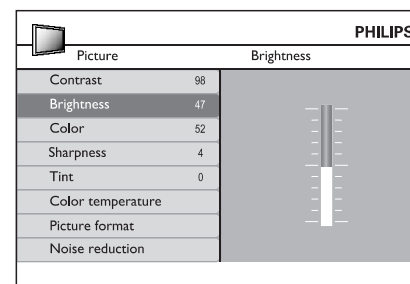 PHILIPS
Picture Brightness
Contrast 98
Brightness 47
Color 52
Sharpness 4
Tint 0
Color temperature
Picture format
Noise reduction